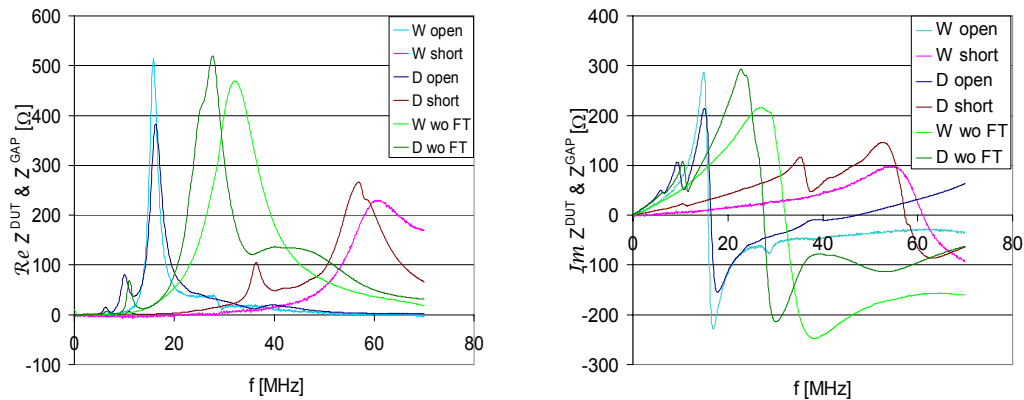 600
500
400
300
200
100
0
-100
0
20
40
60
80
ℛe Z^DUT & Z^GAP [Ω]
f [MHz]
W open
W short
D open
D short
W wo FT
D wo FT
400
300
200
100
0
-100
-200
-300
0
20
40
60
80
ℐm Z^DUT & Z^GAP [Ω]
f [MHz]
W open
W short
D open
D short
W wo FT
D wo FT